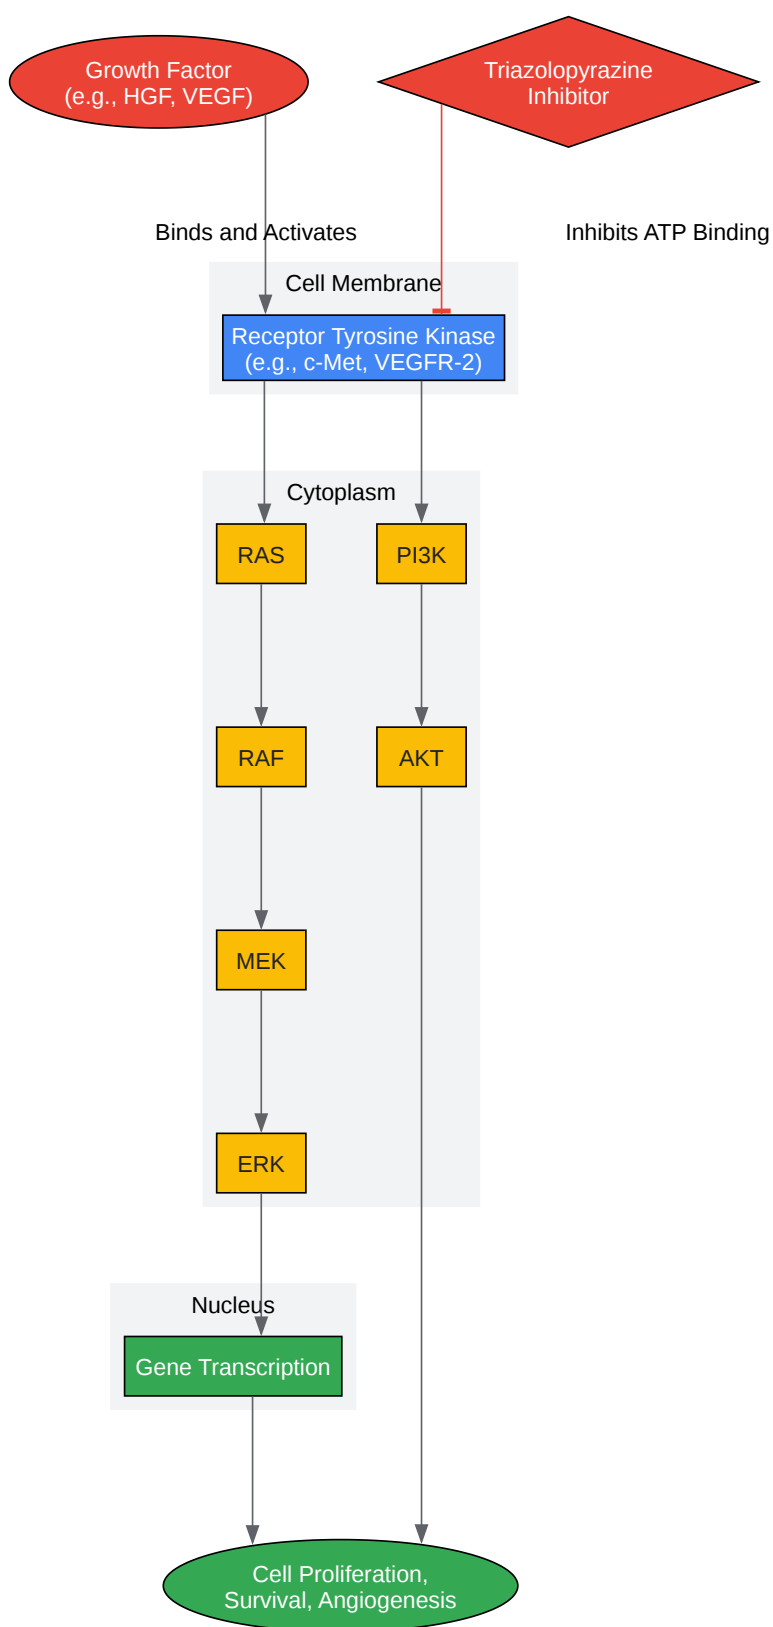 Growth Factor
(e.g., HGF, VEGF)
Triazolopyrazine
Inhibitor
Binds and Activates
Inhibits ATP Binding
Cell Membrane
Receptor Tyrosine Kinase
(e.g., c-Met, VEGFR-2)
Cytoplasm
RAS
PI3K
RAF
AKT
MEK
ERK
Nucleus
Gene Transcription
Cell Proliferation,
Survival, Angiogenesis